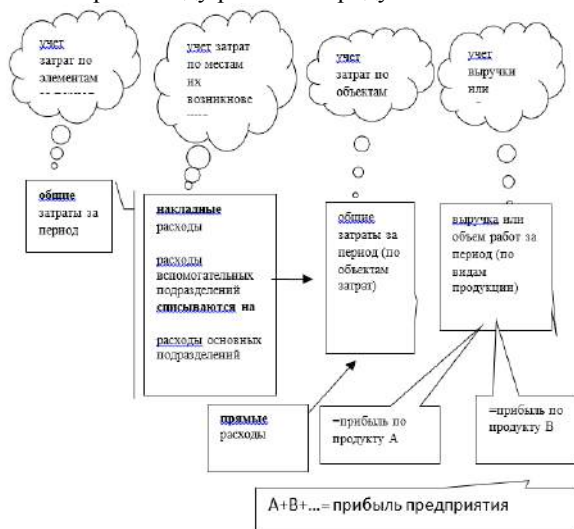 учет
затрат по
элементам
учет затрат
по местам
их
возникнове
учет
затрат по
объектам
учет
выручки
или
общие
затраты за
период
накладные
расходы
расходы
вспомогательных
подразделений
списываются на
расходы основных
подразделений
общие
затраты за
период (по
объектам
затрат)
выручка или
объем работ за
период (по
видам
продукции)
прямые
расходы
=прибыль по
продукту А
=прибыль по
продукту В
А+В+...= прибыль предприятия